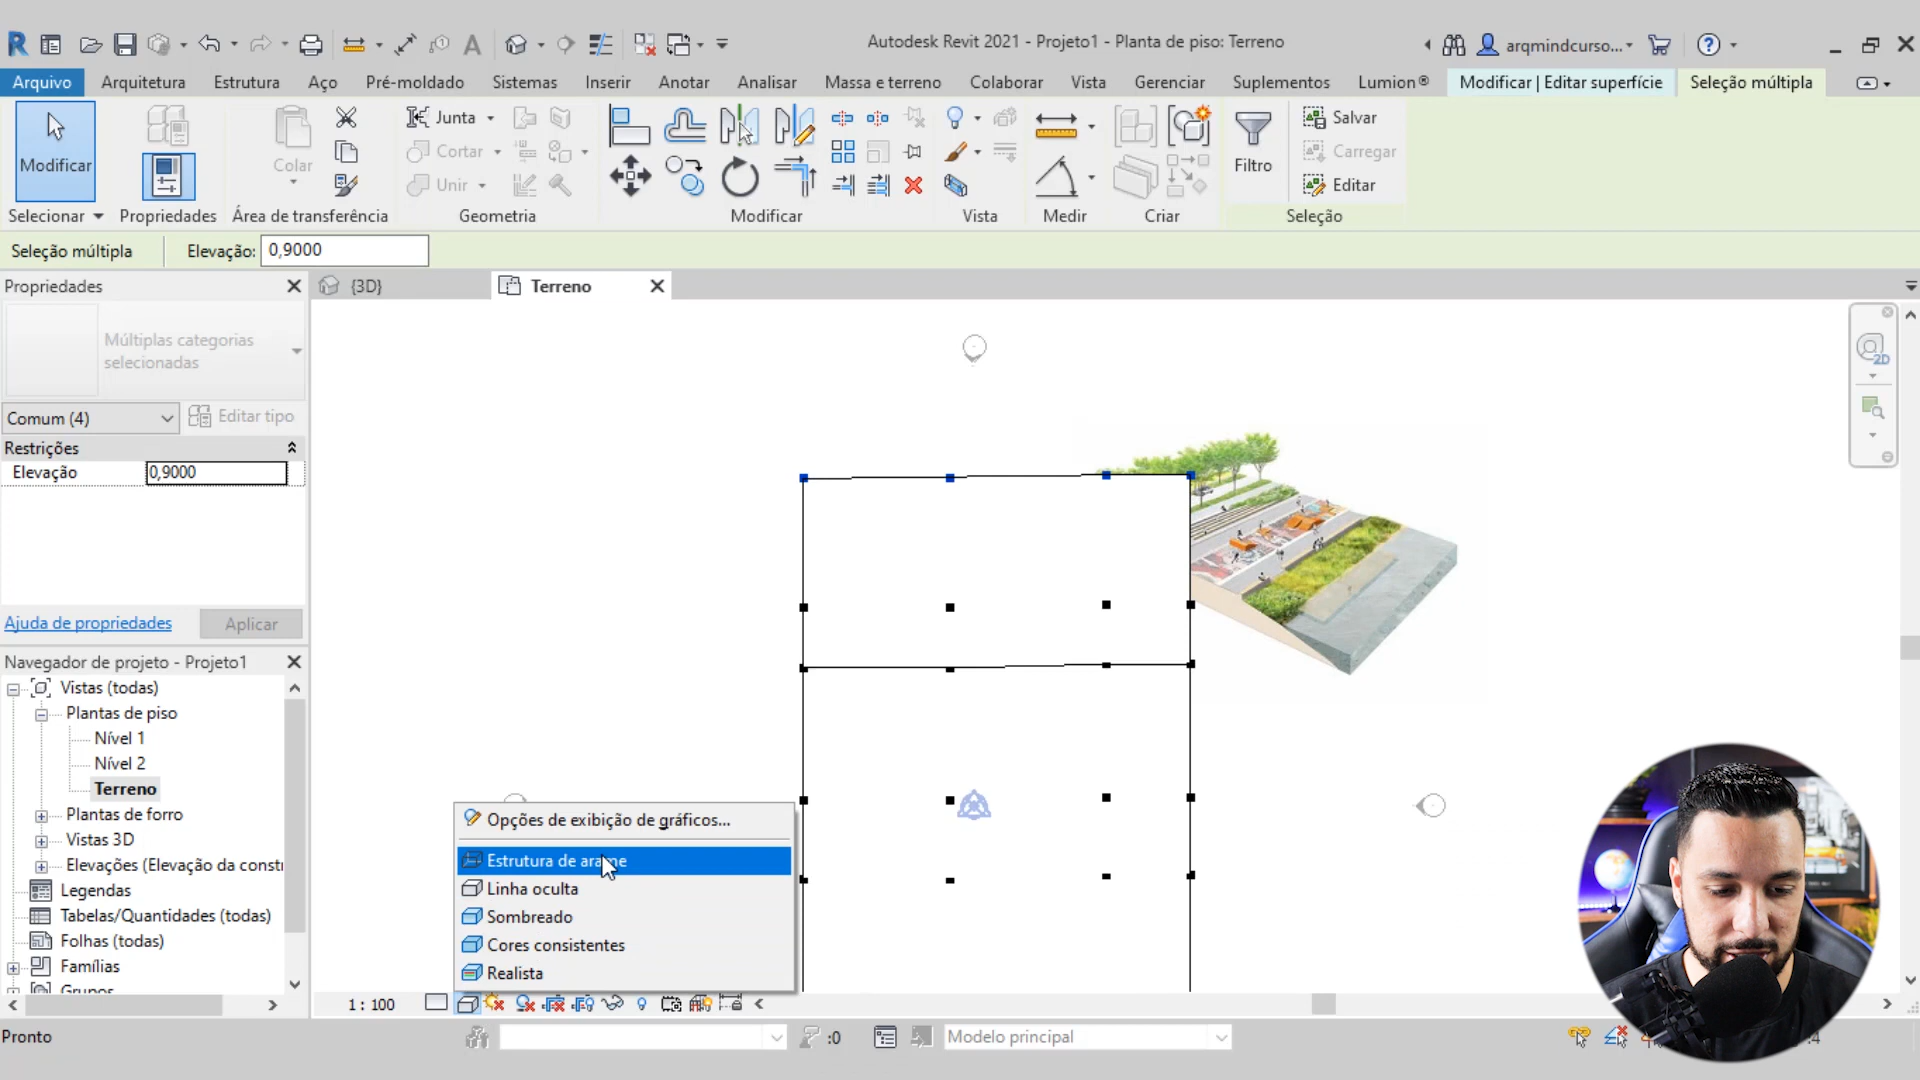 Autodesk Revit 2021 - Projeto1 - Planta de piso: Terreno
arqmindcurso...
Arquivo Arquitetura Estrutura Aço Pré-moldado Sistemas Inserir Anotar Analisar Massa e terreno Colaborar Vista Gerenciar Suplementos Lumion® Modificar | Editar superfície Seleção múltipla
Modificar
Colar
Junta
Cortar
Unir
Filtro
Salvar
Carregar
Editar
Selecionar Propriedades Área de transferência Geometria Modificar Vista Medir Criar Seleção
Seleção múltipla Elevação: 0,9000
Propriedades
{3D} Terreno
Múltiplas categorias
selecionadas
Comum (4) Editar tipo
Restrições
Elevação 0,9000
Ajuda de propriedades Aplicar
Navegador de projeto - Projeto1
Vistas (todas)
Plantas de piso
Nível 1
Nível 2
Terreno
Plantas de forro
Vistas 3D
Elevações (Elevação da constr
Legendas
Tabelas/Quantidades (todas)
Folhas (todas)
Famílias
Grupos
2D
Opções de exibição de gráficos...
Estrutura de arame
Linha oculta
Sombreado
Cores consistentes
Realista
1 : 100
Pronto
:0
Modelo principal
:4